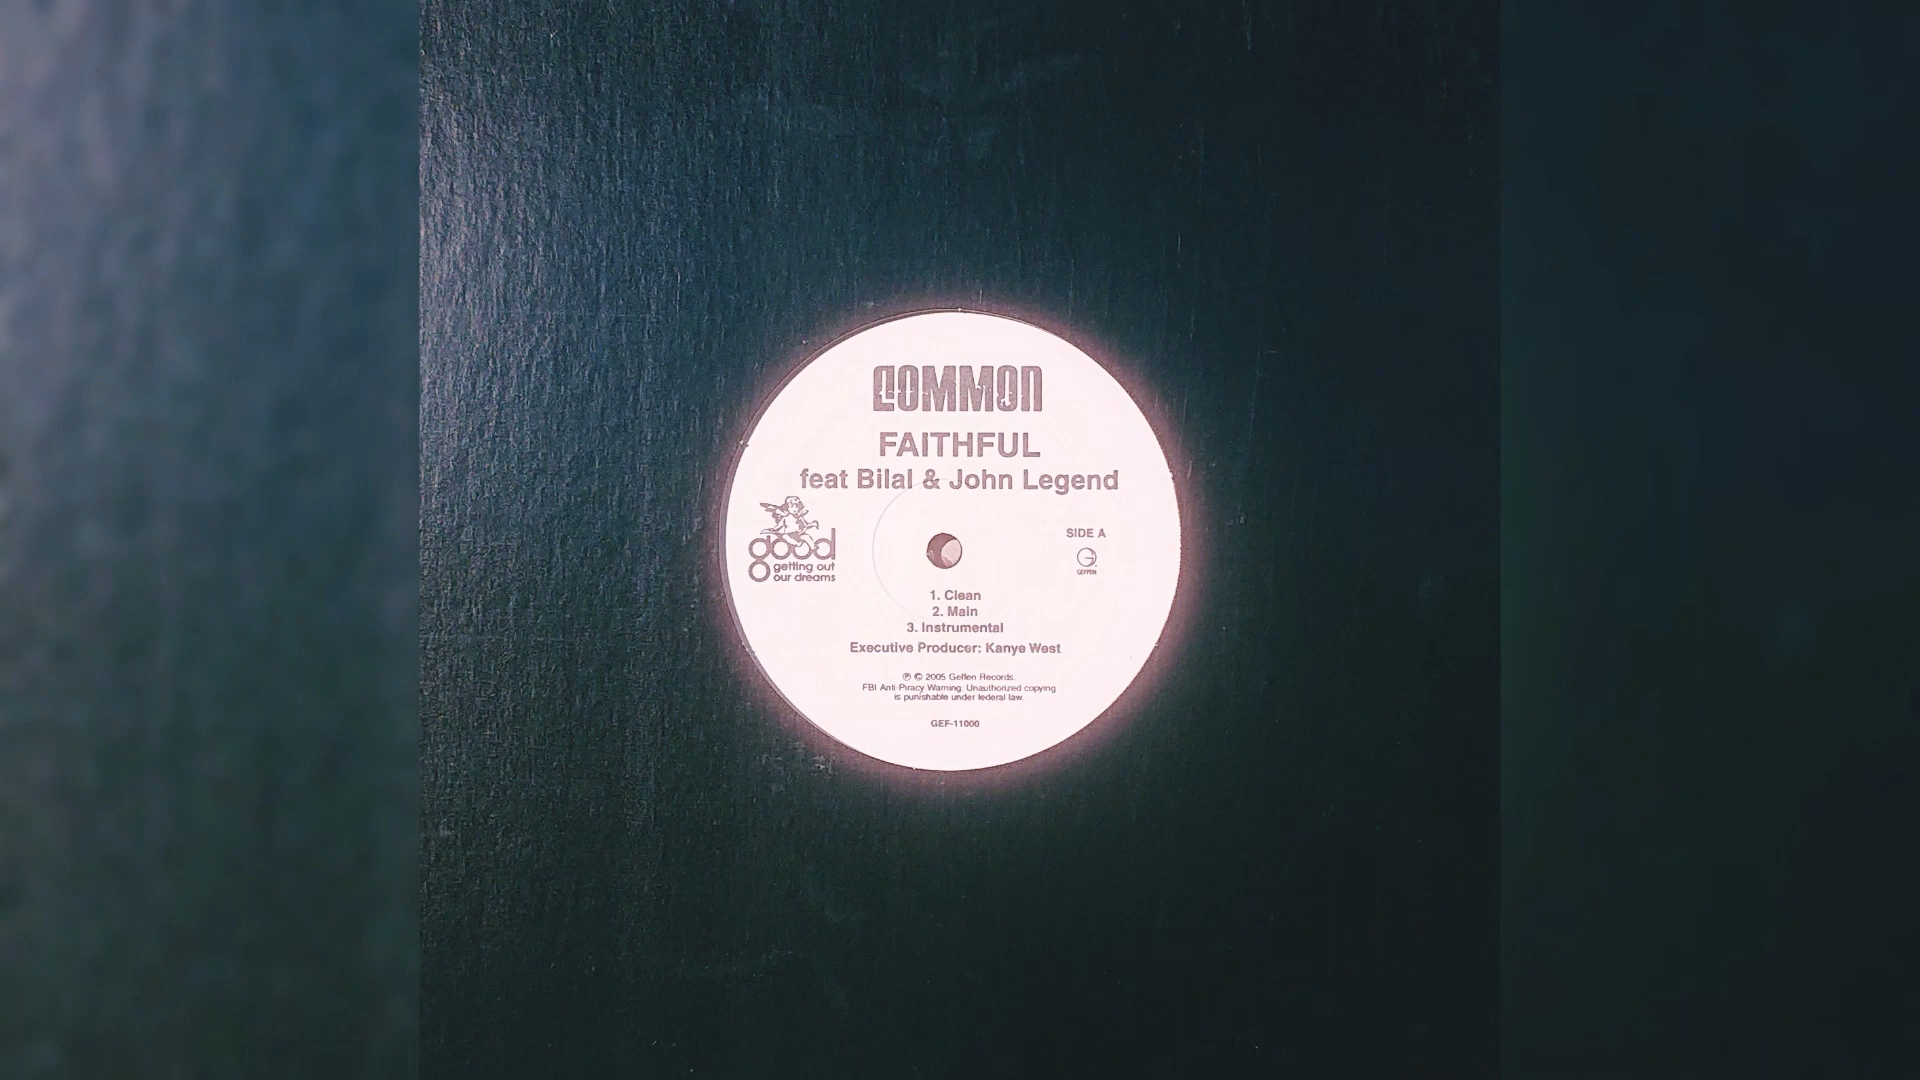 COMMON
FAITHFUL
feat Bilal & John Legend
good
getting out
our dreams
SIDE A
GEFFEN
1. Clean
2. Main
3. Instrumental
Executive Producer: Kanye West
℗ © 2005 Geffen Records.
FBI Anti-Piracy Warning: Unauthorized copying
is punishable under federal law.
GEF-11000